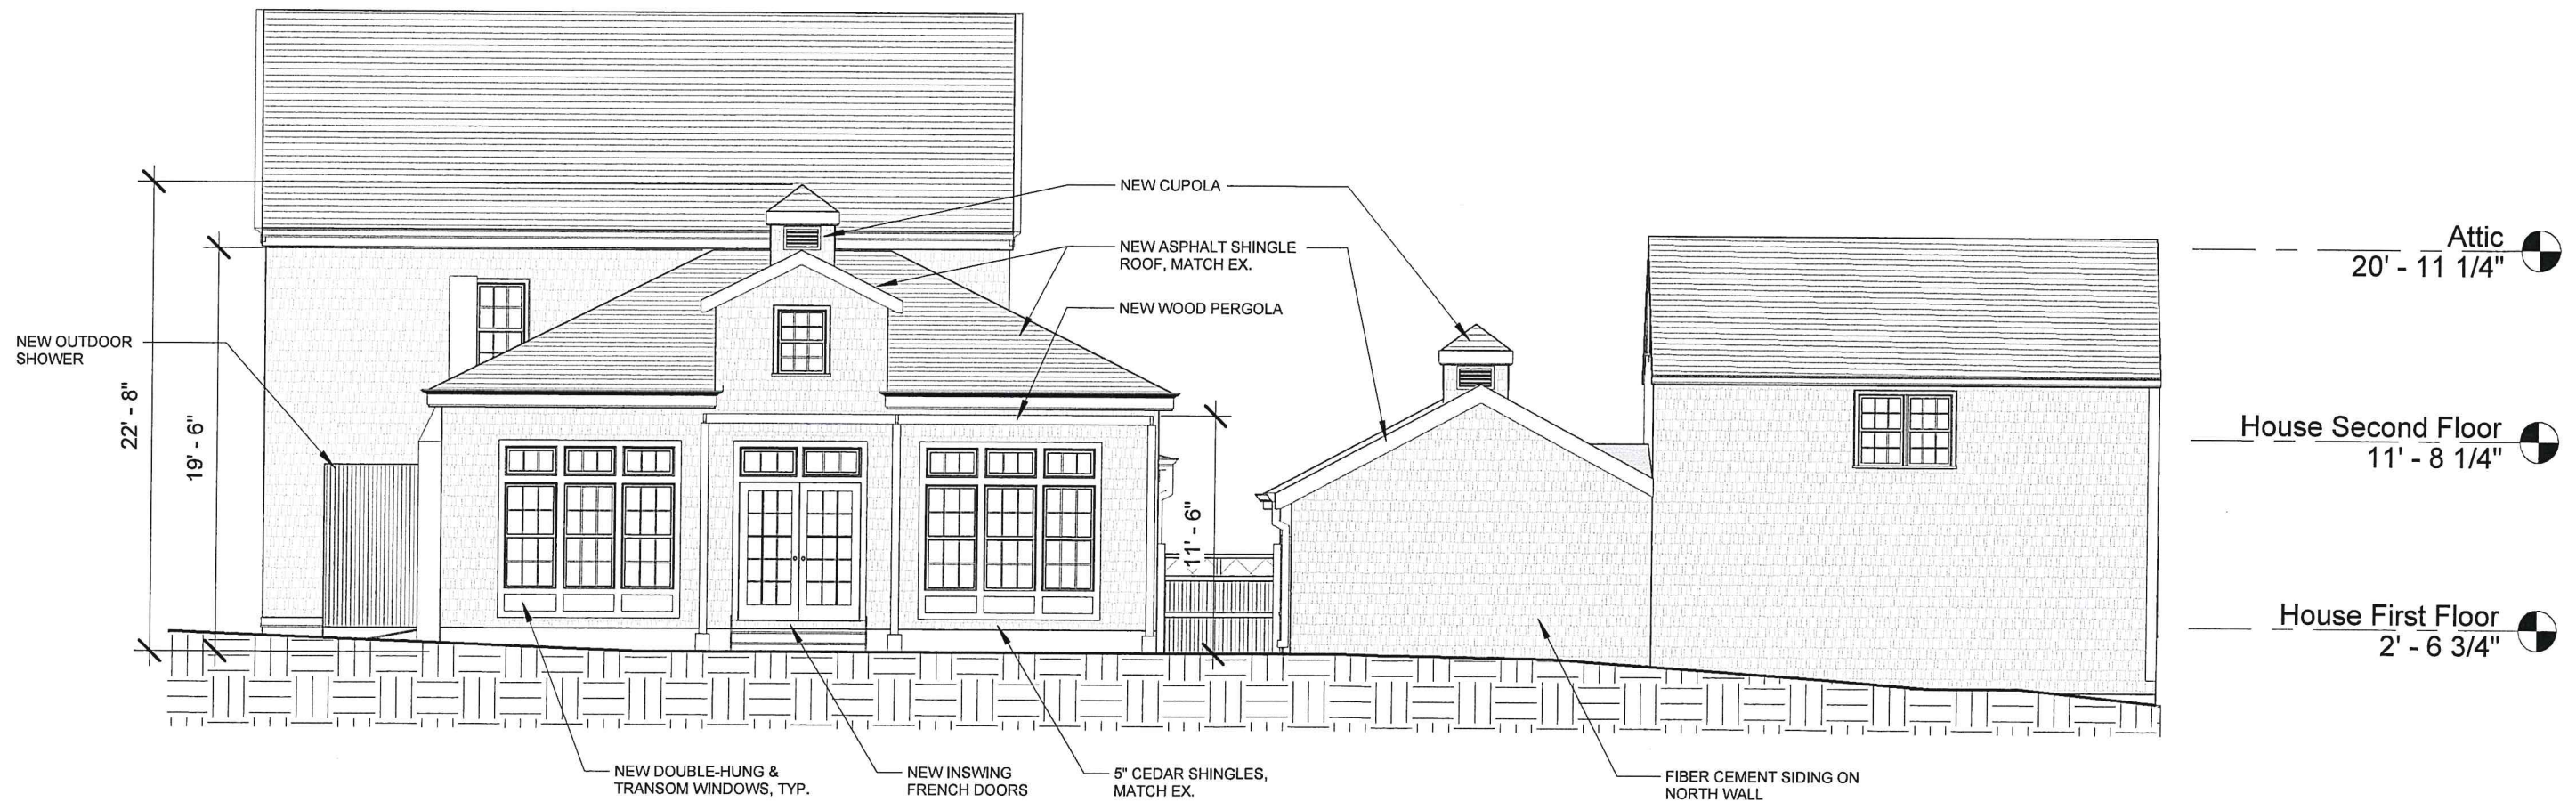 NEW CUPOLA
NEW ASPHALT SHINGLE
ROOF, MATCH EX.
NEW WOOD PERGOLA
NEW OUTDOOR
SHOWER
22' - 8"
19' - 6"
11' - 6"
Attic
20' - 11 1/4"
House Second Floor
11' - 8 1/4"
House First Floor
2' - 6 3/4"
NEW DOUBLE-HUNG &
TRANSOM WINDOWS, TYP.
NEW INSWING
FRENCH DOORS
5" CEDAR SHINGLES,
MATCH EX.
FIBER CEMENT SIDING ON
NORTH WALL